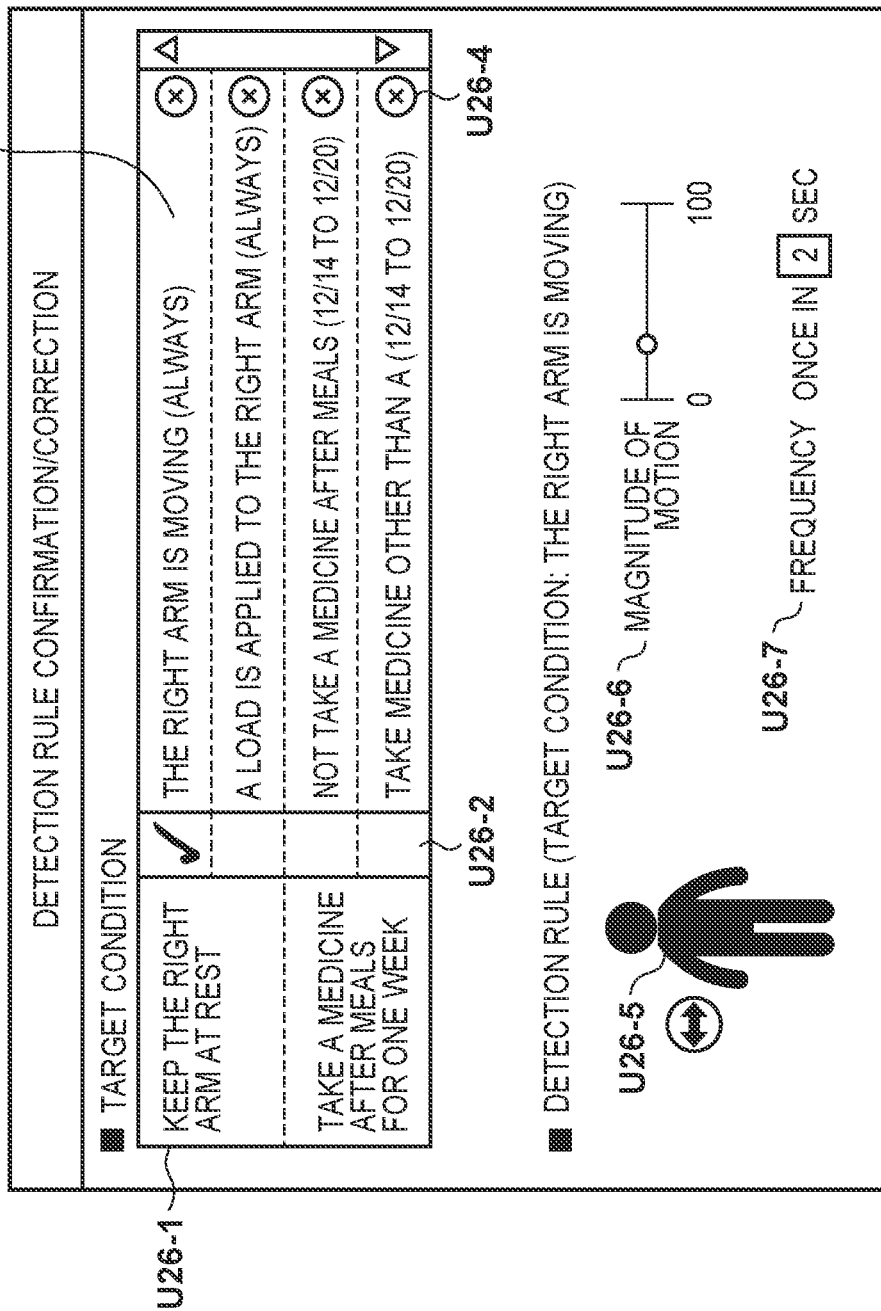 DETECTION RULE CONFIRMATION/CORRECTION
■ TARGET CONDITION
U26-1
KEEP THE RIGHT
ARM AT REST
THE RIGHT ARM IS MOVING (ALWAYS)
A LOAD IS APPLIED TO THE RIGHT ARM (ALWAYS)
TAKE A MEDICINE
AFTER MEALS
FOR ONE WEEK
NOT TAKE A MEDICINE AFTER MEALS (12/14 TO 12/20)
TAKE MEDICINE OTHER THAN A (12/14 TO 12/20)
U26-2
U26-4
■ DETECTION RULE (TARGET CONDITION: THE RIGHT ARM IS MOVING)
U26-5
U26-6
MAGNITUDE OF
MOTION
0
100
U26-7
FREQUENCY ONCE IN 2 SEC